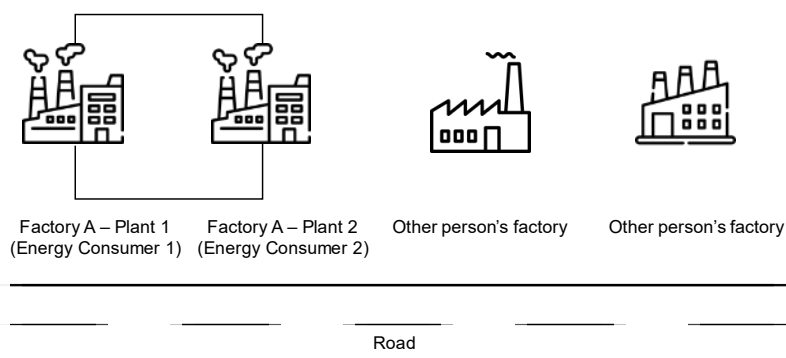 Factory A – Plant 1
(Energy Consumer 1)
Factory A – Plant 2
(Energy Consumer 2)
Other person's factory
Other person's factory
Road